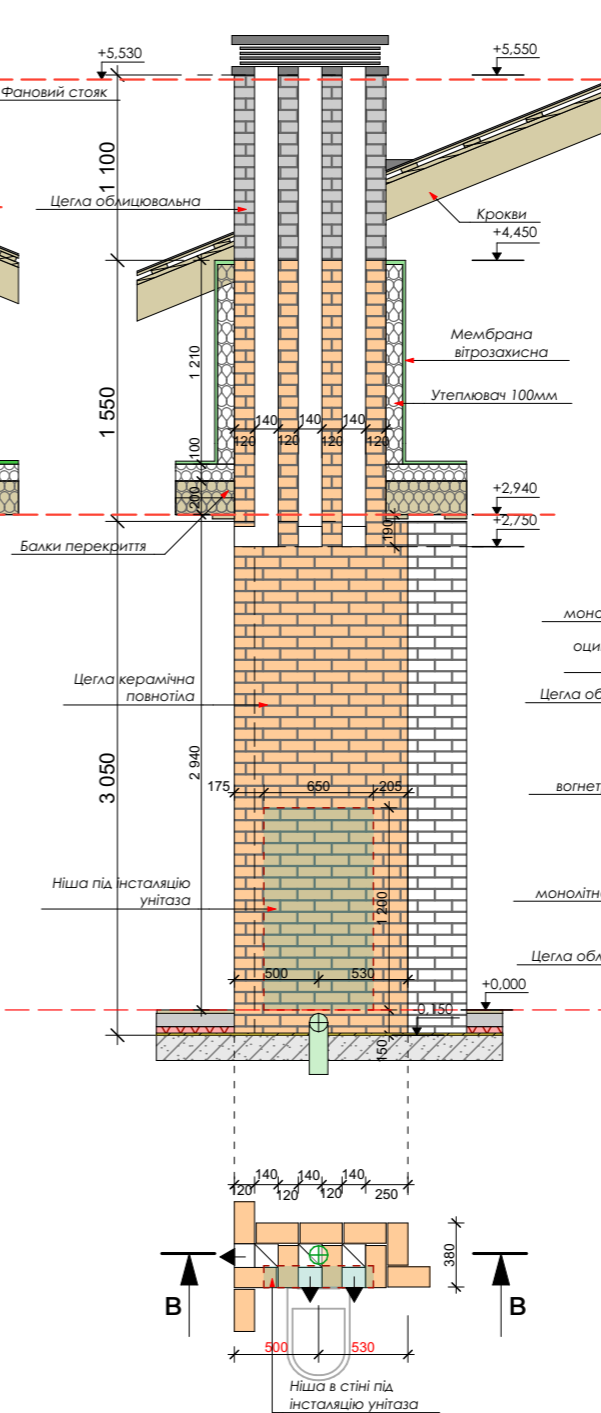 +5,530
+5,550
Фановий стояк
1 100
Цегла облицювальна
Крокви
+4,450
1 210
Мембрана
вітрозахисна
1 550
Утеплювач 100мм
140 140 140
120 120 120 120
100
200
+2,940
190
+2,750
Балки перекриття
Цегла керамічна
повнотіла
2 940
3 050
175 650 205
Ніша під інсталяцію
унітаза
1 200
500 530
+0,000
-0,150
150
140 140 140
120 120 120 250
380
B
B
500 530
Ніша в стіні під
інсталяцію унітаза